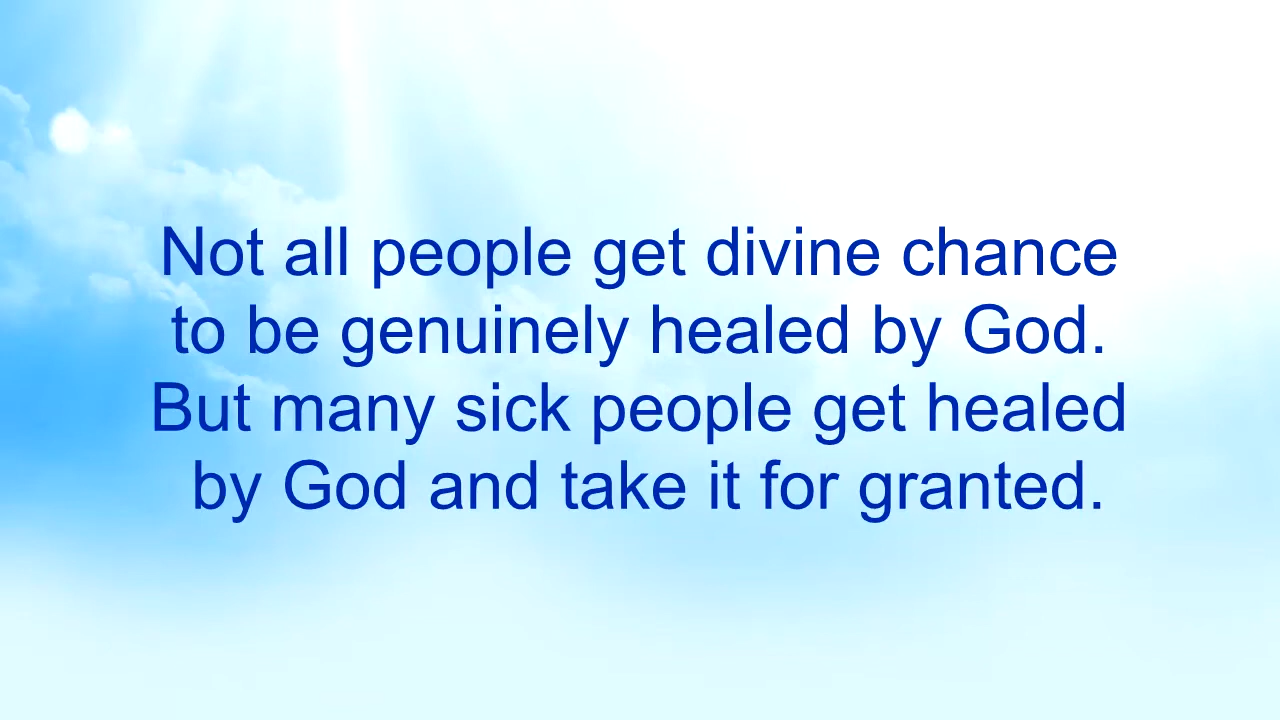 Not all people get divine chance
to be genuinely healed by God.
But many sick people get healed
by God and take it for granted.